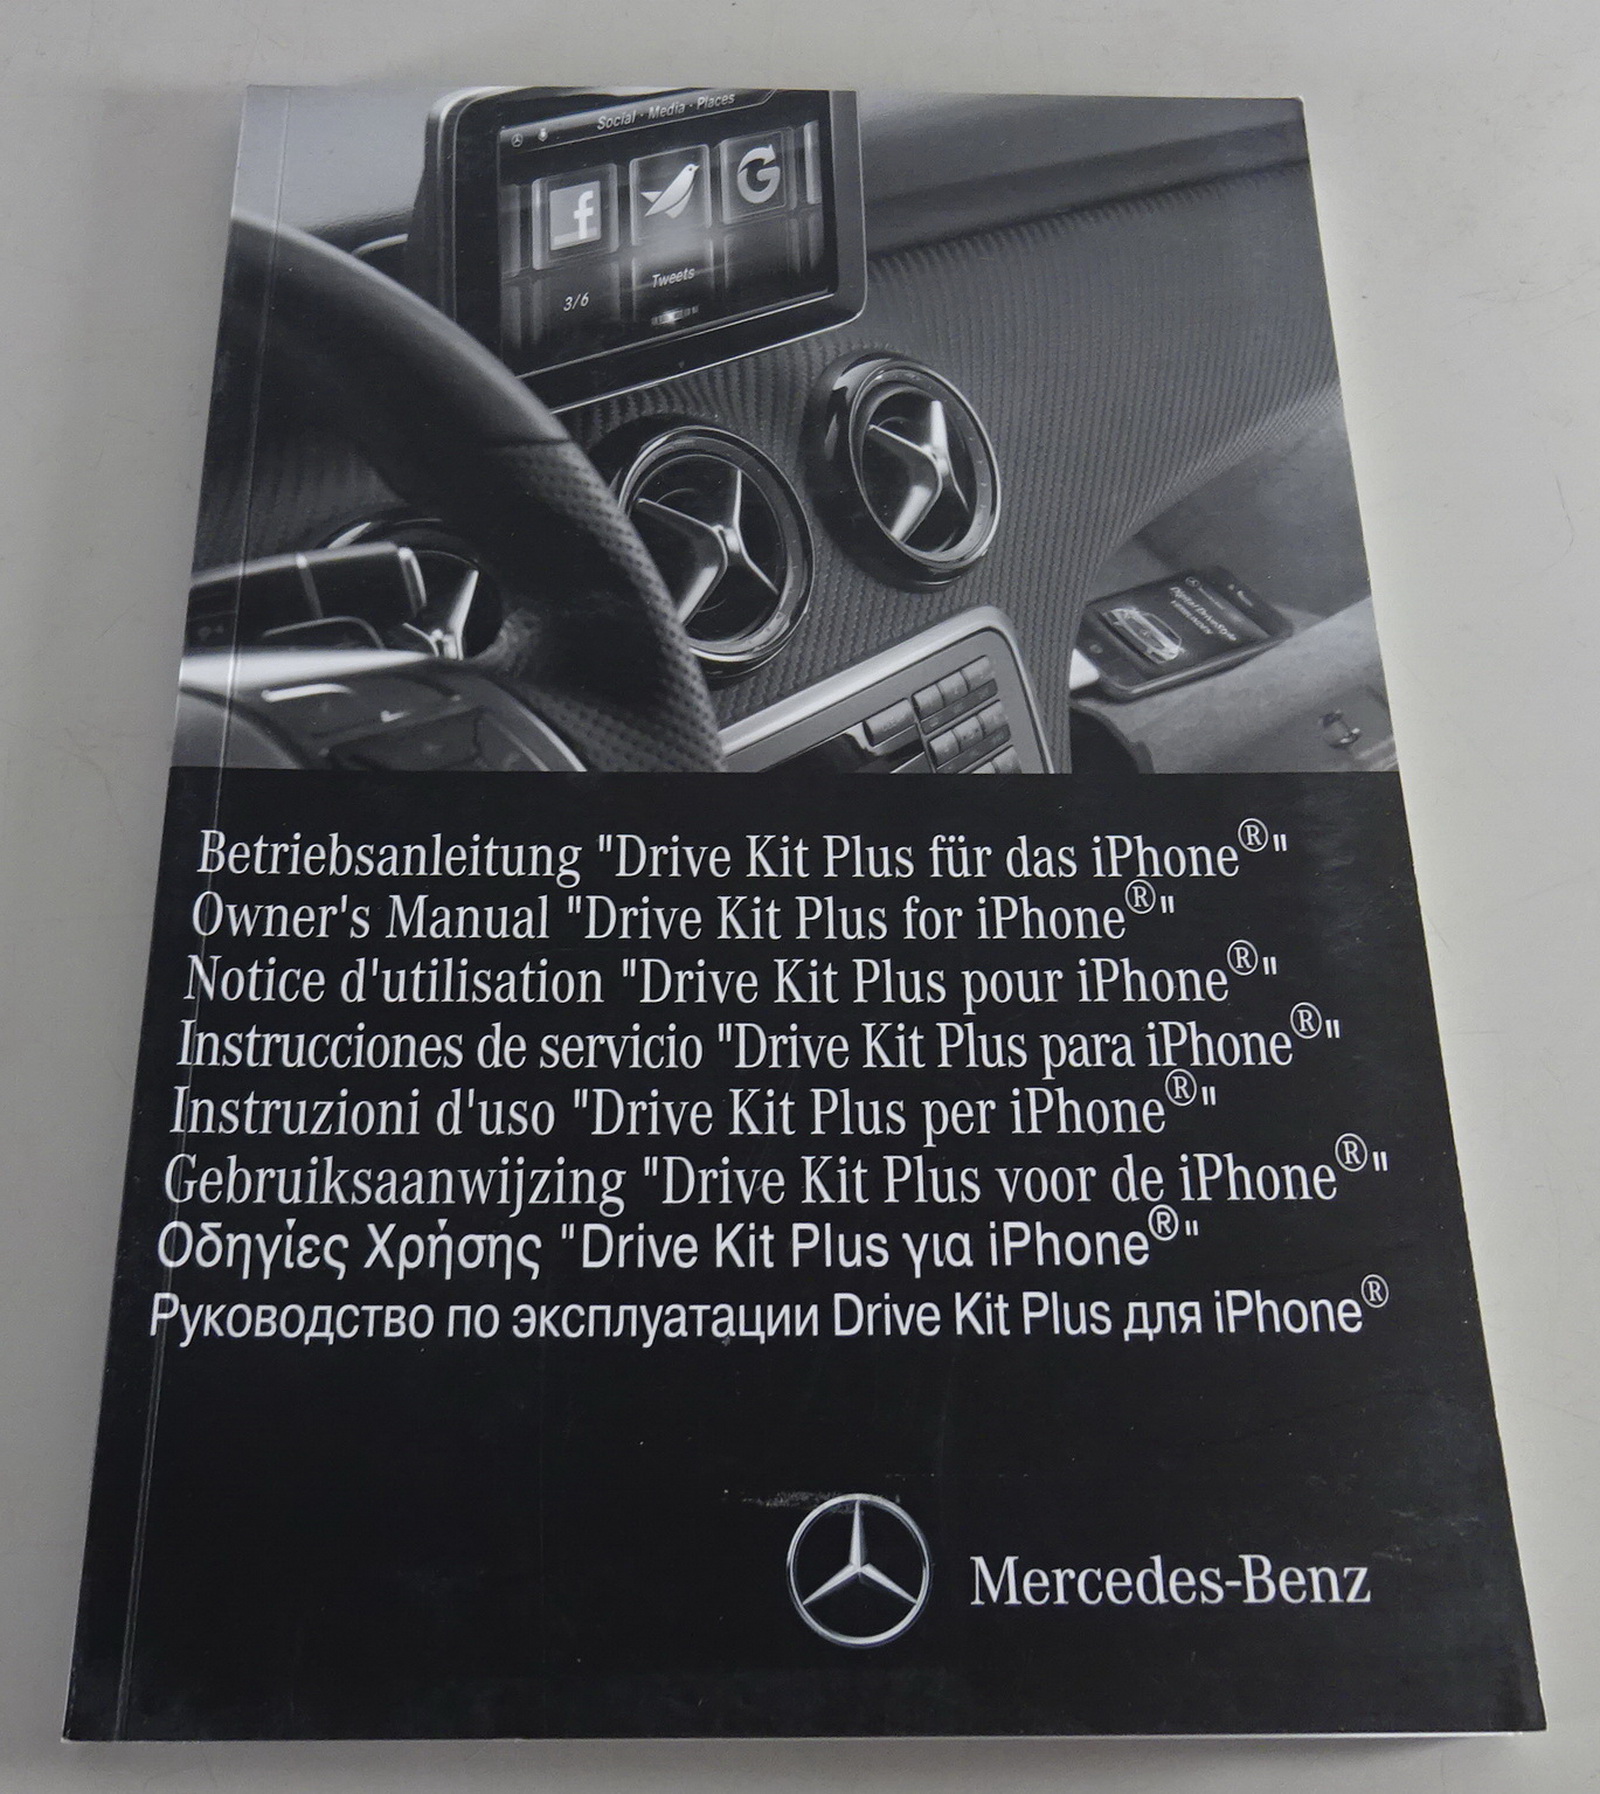 Social · Media · Places
f
G
Tweets
3/6
Digital DriveStyle
VERBUNDEN
Betriebsanleitung "Drive Kit Plus für das iPhone®"
Owner's Manual "Drive Kit Plus for iPhone®"
Notice d'utilisation "Drive Kit Plus pour iPhone®"
Instrucciones de servicio "Drive Kit Plus para iPhone®"
Instruzioni d'uso "Drive Kit Plus per iPhone®"
Gebruiksaanwijzing "Drive Kit Plus voor de iPhone®"
Οδηγίες Χρήσης "Drive Kit Plus για iPhone®"
Руководство по эксплуатации Drive Kit Plus для iPhone®
Mercedes-Benz